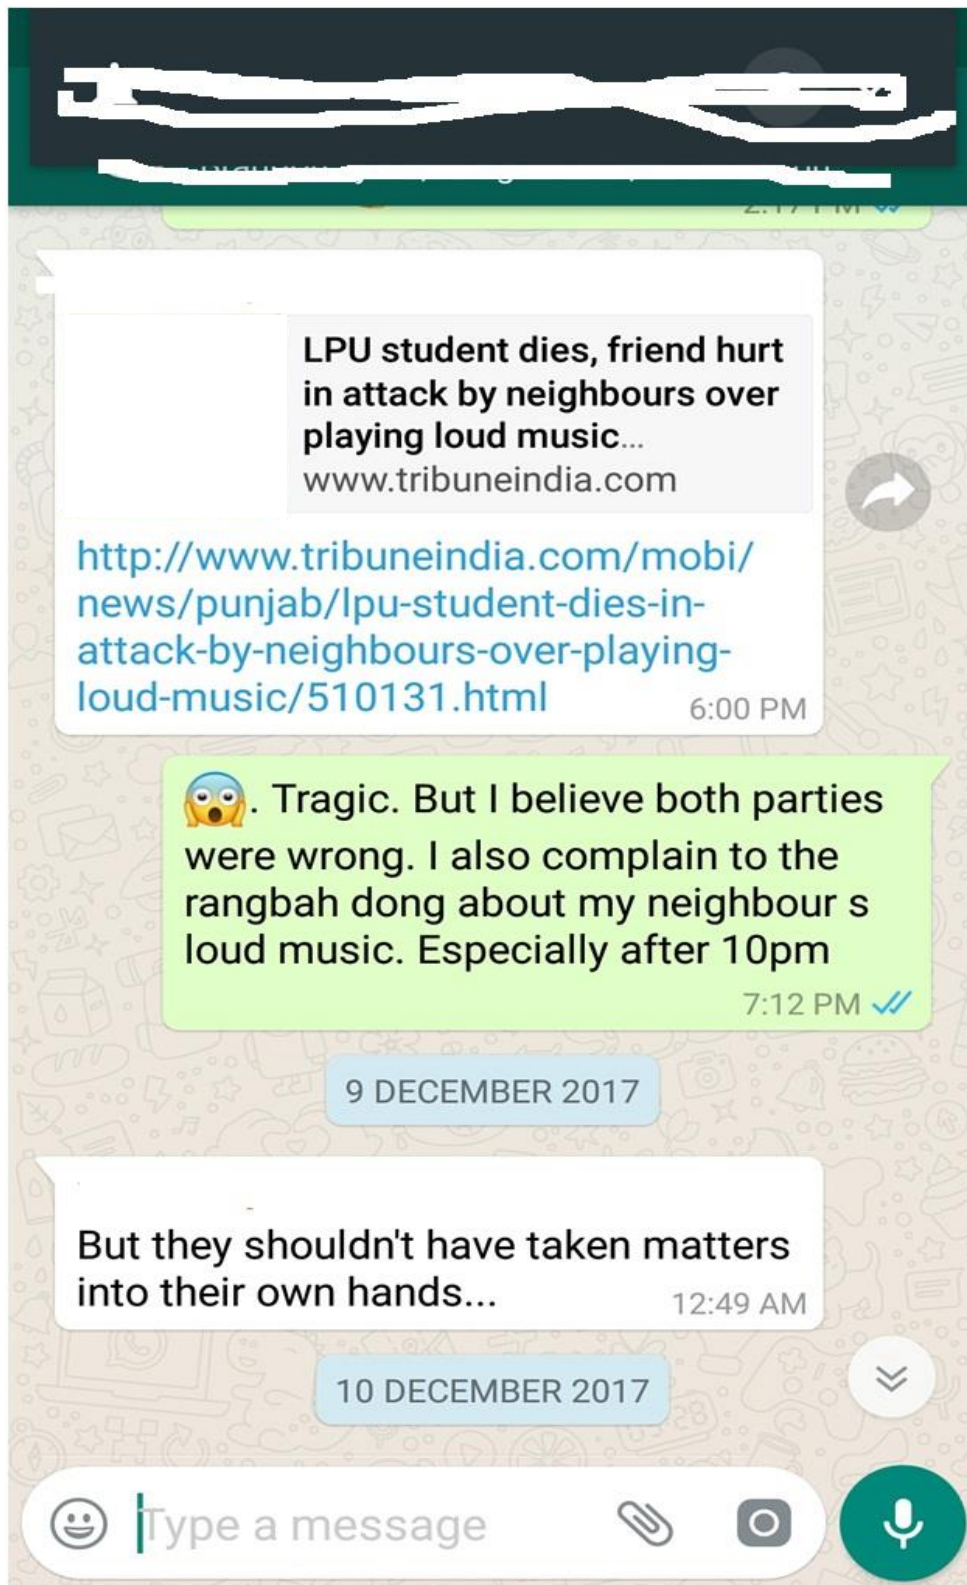 2:17 PM
LPU student dies, friend hurt
in attack by neighbours over
playing loud music...
www.tribuneindia.com
http://www.tribuneindia.com/mobi/
news/punjab/lpu-student-dies-in-
attack-by-neighbours-over-playing-
loud-music/510131.html
6:00 PM
😱. Tragic. But I believe both parties
were wrong. I also complain to the
rangbah dong about my neighbour s
loud music. Especially after 10pm
7:12 PM
9 DECEMBER 2017
But they shouldn't have taken matters
into their own hands...
12:49 AM
10 DECEMBER 2017
Type a message